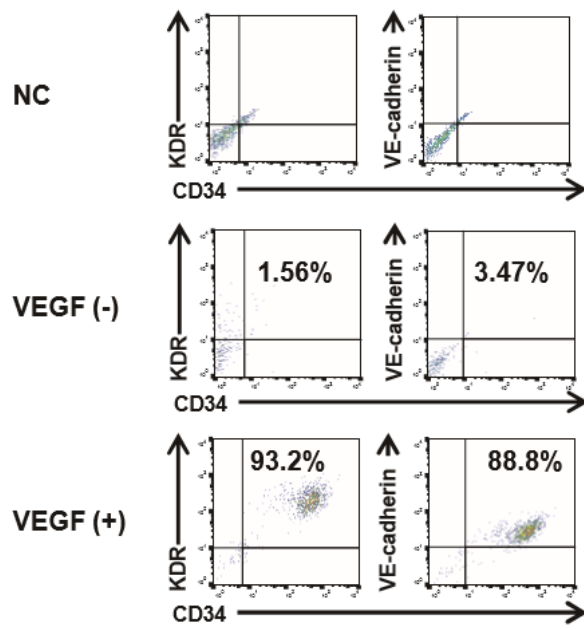 NC
KDR
VE-cadherin
CD34
VEGF (-)
KDR
1.56%
VE-cadherin
3.47%
CD34
VEGF (+)
KDR
93.2%
VE-cadherin
88.8%
CD34